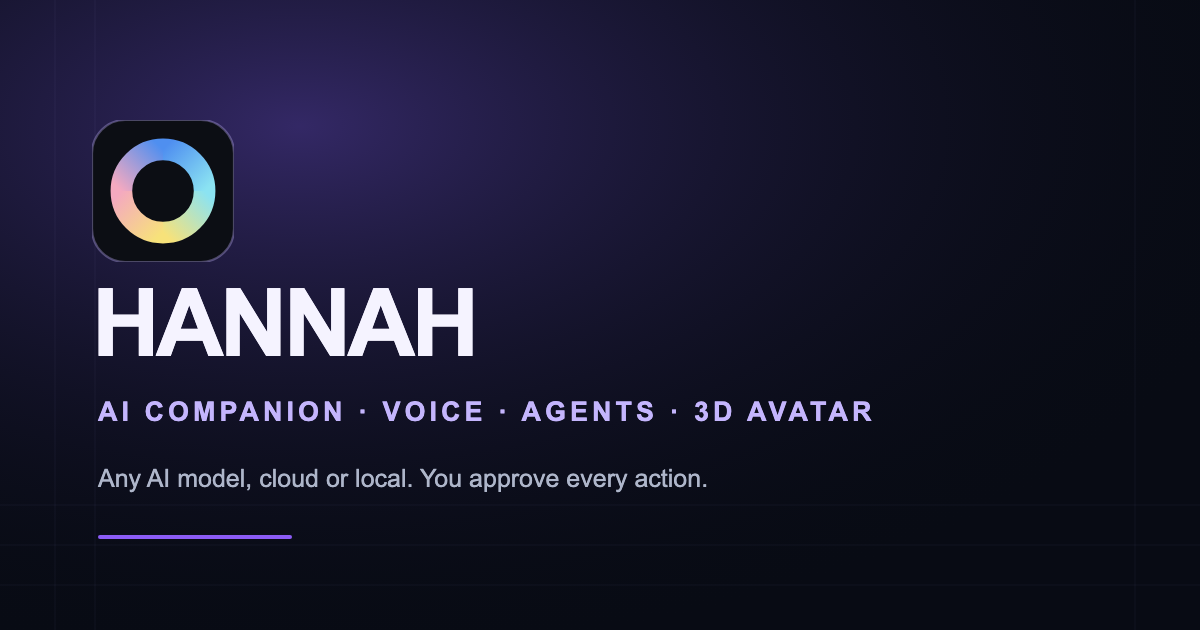 HANNAH
AI COMPANION · VOICE · AGENTS · 3D AVATAR
Any AI model, cloud or local. You approve every action.